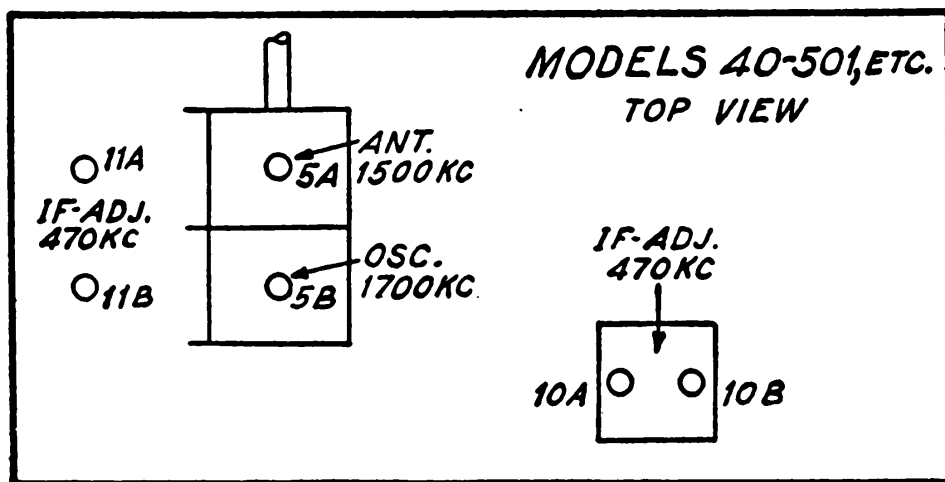 MODELS 40-501, ETC.
TOP VIEW
11A
IF-ADJ.
470KC
11B
ANT.
1500KC
5A
OSC.
1700KC
5B
IF-ADJ.
470KC
10A
10B